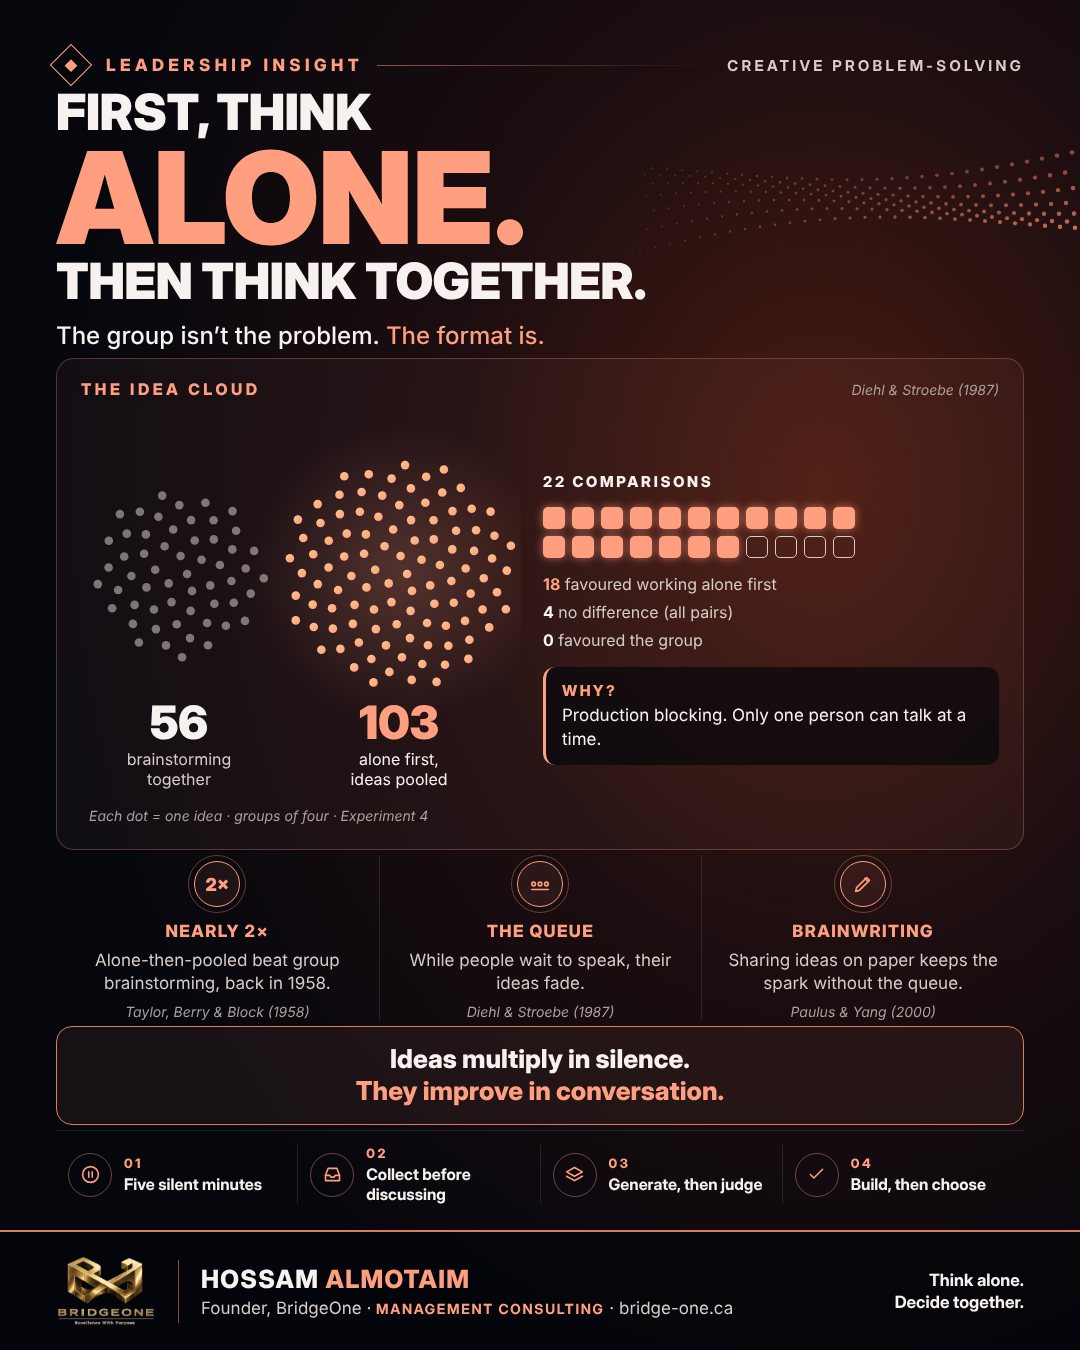 LEADERSHIP INSIGHT
CREATIVE PROBLEM-SOLVING
FIRST, THINK
ALONE.
THEN THINK TOGETHER.
The group isn’t the problem. The format is.
THE IDEA CLOUD
Diehl & Stroebe (1987)
22 COMPARISONS
18 favoured working alone first
4 no difference (all pairs)
0 favoured the group
WHY?
Production blocking. Only one person can talk at a
time.
56
brainstorming
together
103
alone first,
ideas pooled
Each dot = one idea · groups of four · Experiment 4
2×
NEARLY 2×
Alone-then-pooled beat group
brainstorming, back in 1958.
Taylor, Berry & Block (1958)
THE QUEUE
While people wait to speak, their
ideas fade.
Diehl & Stroebe (1987)
BRAINWRITING
Sharing ideas on paper keeps the
spark without the queue.
Paulus & Yang (2000)
Ideas multiply in silence.
They improve in conversation.
01
Five silent minutes
02
Collect before
discussing
03
Generate, then judge
04
Build, then choose
BRIDGEONE
Excellence With Purpose
HOSSAM ALMOTAIM
Founder, BridgeOne · MANAGEMENT CONSULTING · bridge-one.ca
Think alone.
Decide together.